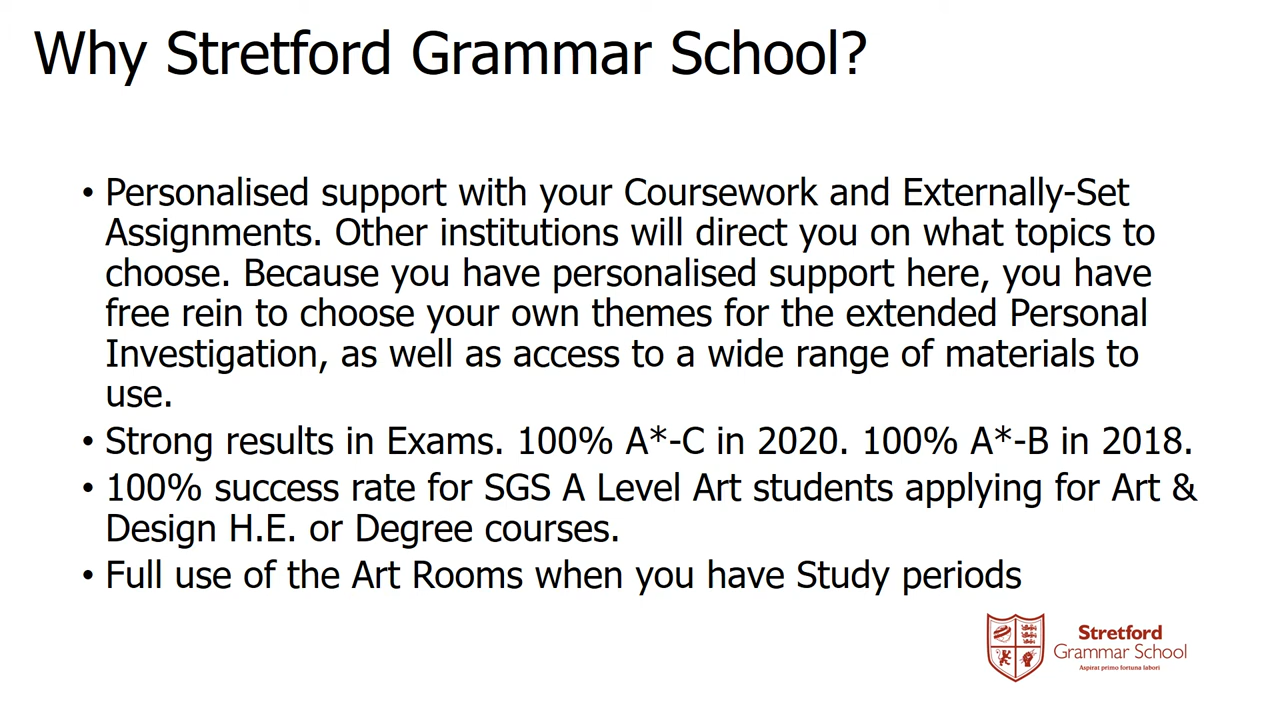 Why Stretford Grammar School?
• Personalised support with your Coursework and Externally-Set
Assignments. Other institutions will direct you on what topics to
choose. Because you have personalised support here, you have
free rein to choose your own themes for the extended Personal
Investigation, as well as access to a wide range of materials to
use.
• Strong results in Exams. 100% A*-C in 2020. 100% A*-B in 2018.
• 100% success rate for SGS A Level Art students applying for Art &
Design H.E. or Degree courses.
• Full use of the Art Rooms when you have Study periods
Stretford
Grammar School
Aspirat primo fortuna labori